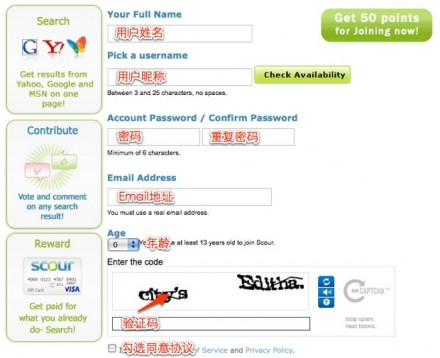 Search
Get results from
Yahoo, Google and
MSN on one
page!
Contribute
Vote and comment
on any search
result!
Reward
scour
VISA
Get paid for
what you already
do- Search!
Your Full Name
用户姓名
Get 50 points
for Joining now!
Pick a username
用户昵称
Check Availability
Between 3 and 25 characters, no spaces.
Account Password / Confirm Password
密码
重复密码
Minimum of 6 characters.
Email Address
Email地址
You must use a real email address.
Age
0
年龄
at least 13 years old to join Scour.
Enter the code
city's
Editha.
CAPTCHA
stop spam.
read books.
验证码
勾选同意协议
of Service and Privacy Policy.